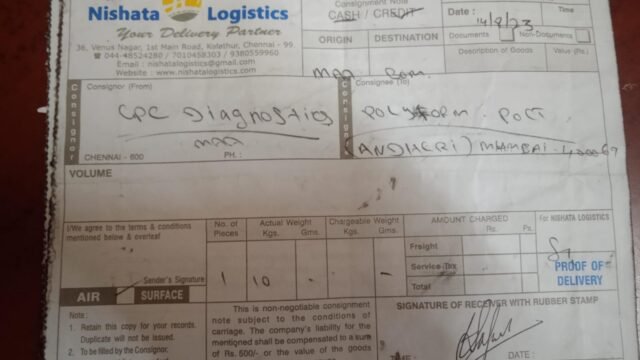 Nishata Logistics
Your Delivery Partner
36, Venus Nagar, 1st Main Road, Kolathur, Chennai - 99.
☎ 044-48524280 / 7010458303 / 9380559960
Email : nishatalogistics@gmail.com
Website : www.nishatalogistics.com
Consignment Note
CASH / CREDIT
ORIGIN DESTINATION
MAA BOM
Date : 14/8/23 Time
Documents Non-Documents
Description of Goods Value (Rs.)
Consignor
Consignor (From)
CPC Diagnostics
MAA
CHENNAI - 600 PH. :
Consignee
Consignee (To)
(ANDHERI) MUMBAI-
VOLUME
I/We agree to the terms & conditions mentioned below & overleaf
Sender's Signature
AIR SURFACE
No. of Pieces
1
Actual Weight
Kgs. Gms.
10 -
Chargeable Weight
Kgs. Gms.
-
AMOUNT CHARGED
Rs. Ps.
Freight
Service Tax
Total
For NISHATA LOGISTICS
PROOF OF DELIVERY
Note :
1. Retain this copy for your records.
Duplicate will not be issued.
2. To be filled by the Consignor.
This is non-negotiable consignment
note subject to the conditions of
carriage. The company's liability for
the mentioned shall be compensated to a sum
of Rs. 500/- or the value of the goods
SIGNATURE OF RECEIVER WITH RUBBER STAMP